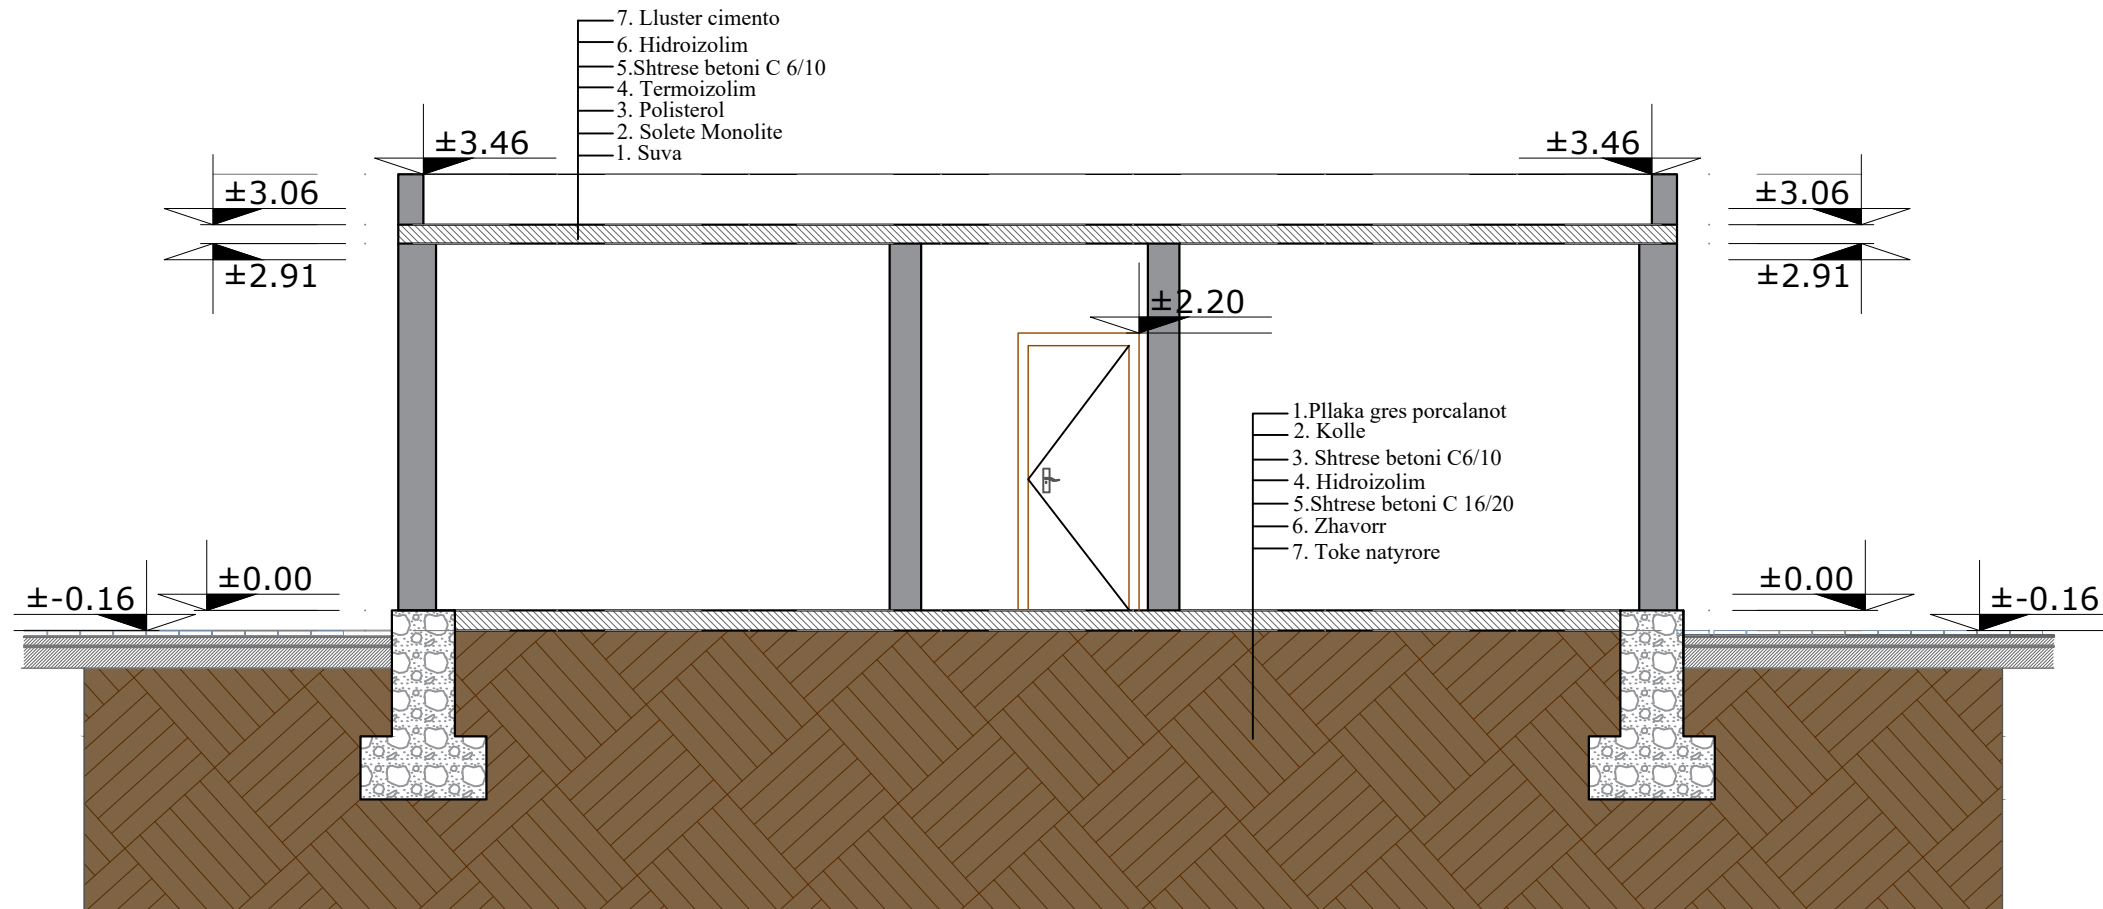 7. Lluster cimento
6. Hidroizolim
5.Shtrese betoni C 6/10
4. Termoizolim
3. Polisterol
2. Solete Monolite
1. Suva
±3.46
±3.46
±3.06
±3.06
±2.91
±2.91
±2.20
1.Pllaka gres porcalanot
2. Kolle
3. Shtrese betoni C6/10
4. Hidroizolim
5.Shtrese betoni C 16/20
6. Zhavorr
7. Toke natyrore
±0.00
±0.00
±-0.16
±-0.16